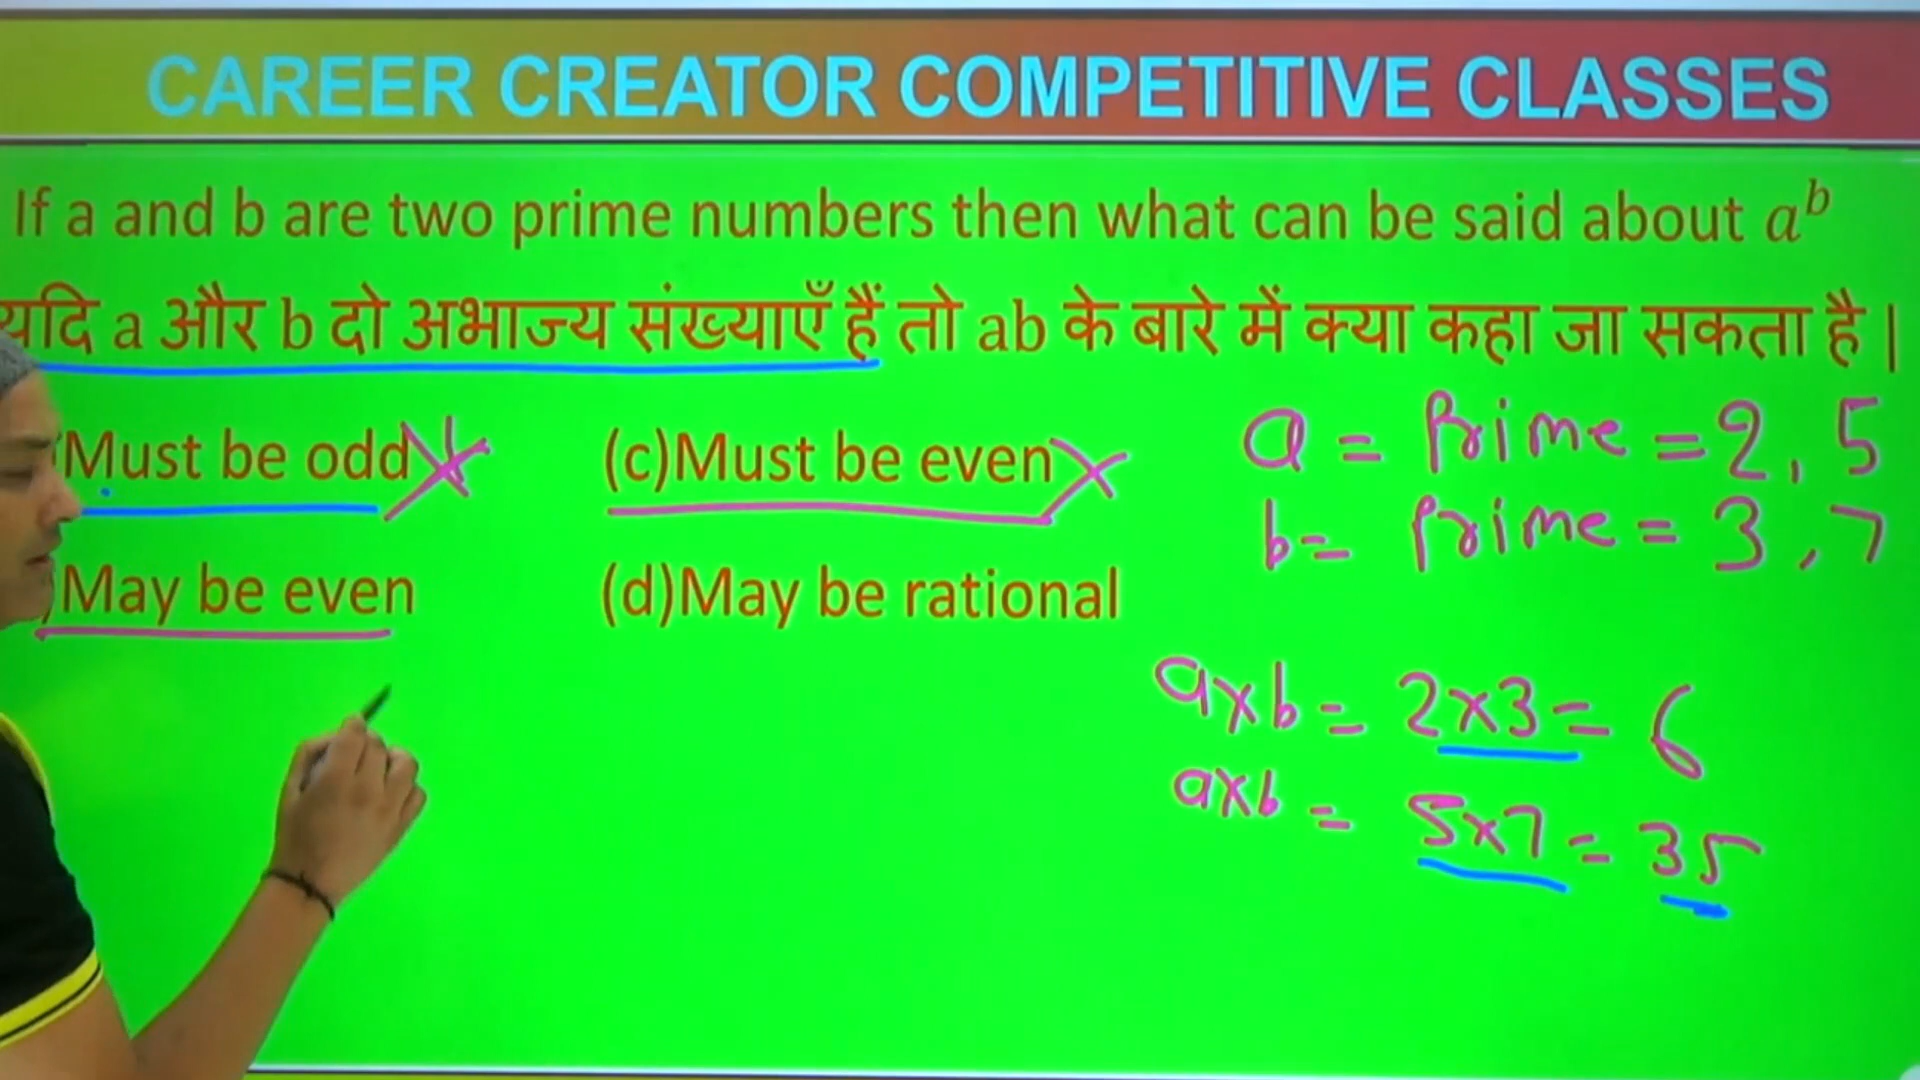 CAREER CREATOR COMPETITIVE CLASSES
If a and b are two prime numbers then what can be said about a^b
यदि a और b दो अभाज्य संख्याएँ हैं तो ab के बारे में क्या कहा जा सकता है |
Must be odd (c)Must be even
)May be even (d)May be rational
a = Prime = 2, 5
b = Prime = 3, 7
a×b = 2×3 = 6
a×b = 5×7 = 35